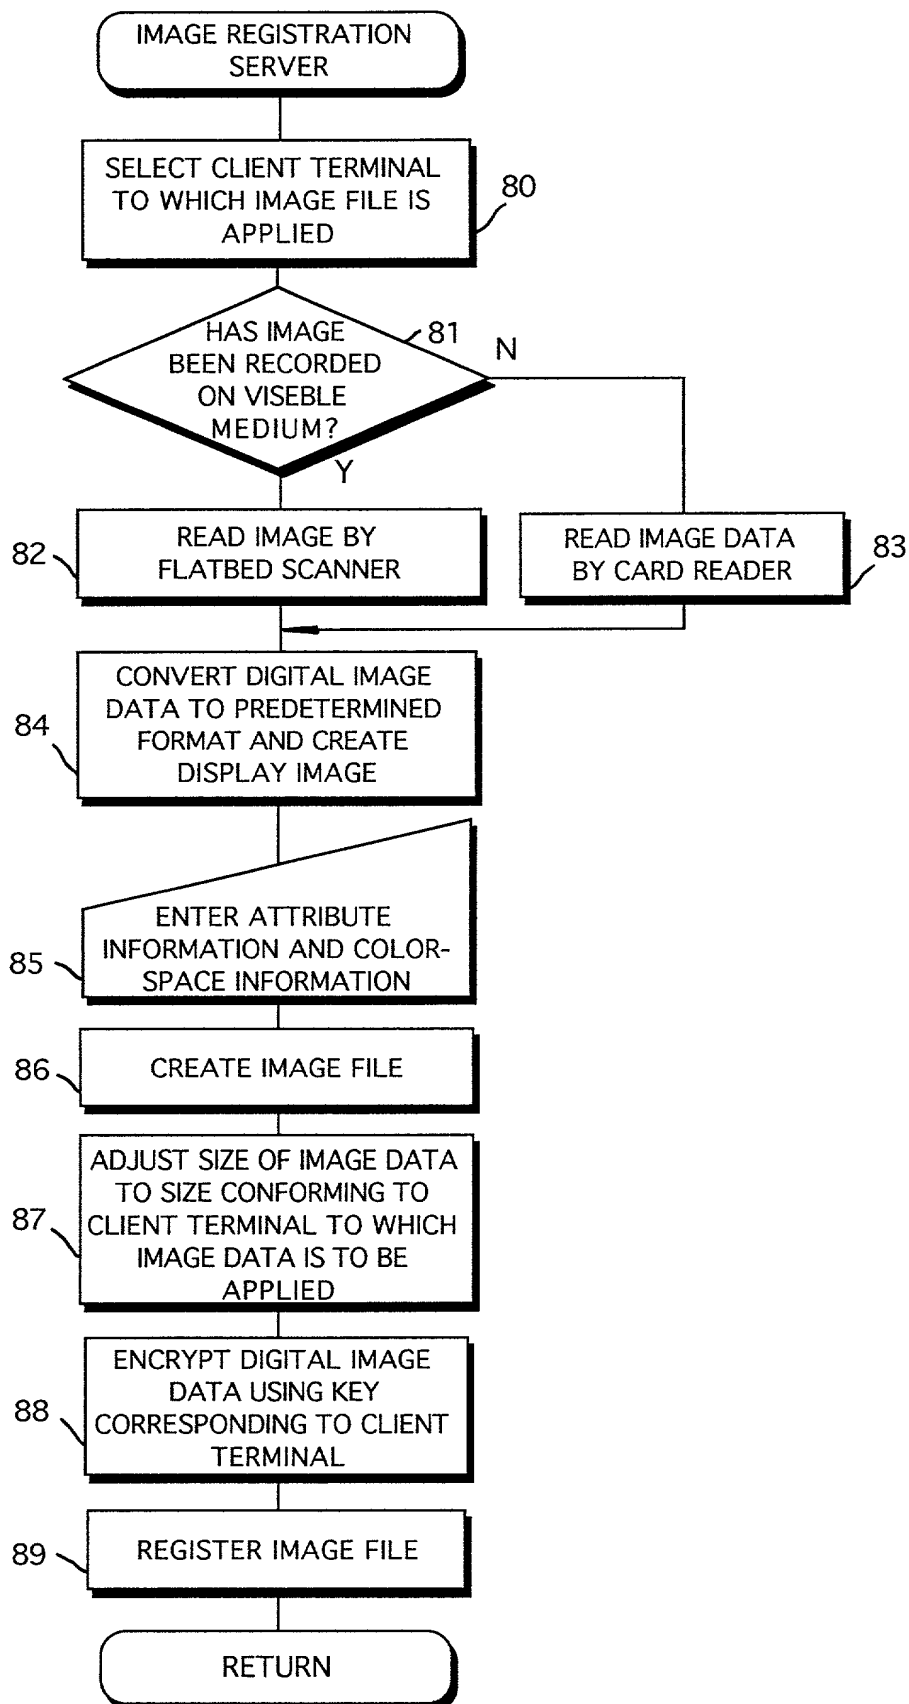 IMAGE REGISTRATION
SERVER
SELECT CLIENT TERMINAL
TO WHICH IMAGE FILE IS
APPLIED
80
HAS IMAGE
BEEN RECORDED
ON VISEBLE
MEDIUM?
81
N
Y
READ IMAGE BY
FLATBED SCANNER
82
READ IMAGE DATA
BY CARD READER
83
CONVERT DIGITAL IMAGE
DATA TO PREDETERMINED
FORMAT AND CREATE
DISPLAY IMAGE
84
ENTER ATTRIBUTE
INFORMATION AND COLOR-
SPACE INFORMATION
85
CREATE IMAGE FILE
86
ADJUST SIZE OF IMAGE DATA
TO SIZE CONFORMING TO
CLIENT TERMINAL TO WHICH
IMAGE DATA IS TO BE
APPLIED
87
ENCRYPT DIGITAL IMAGE
DATA USING KEY
CORRESPONDING TO CLIENT
TERMINAL
88
REGISTER IMAGE FILE
89
RETURN